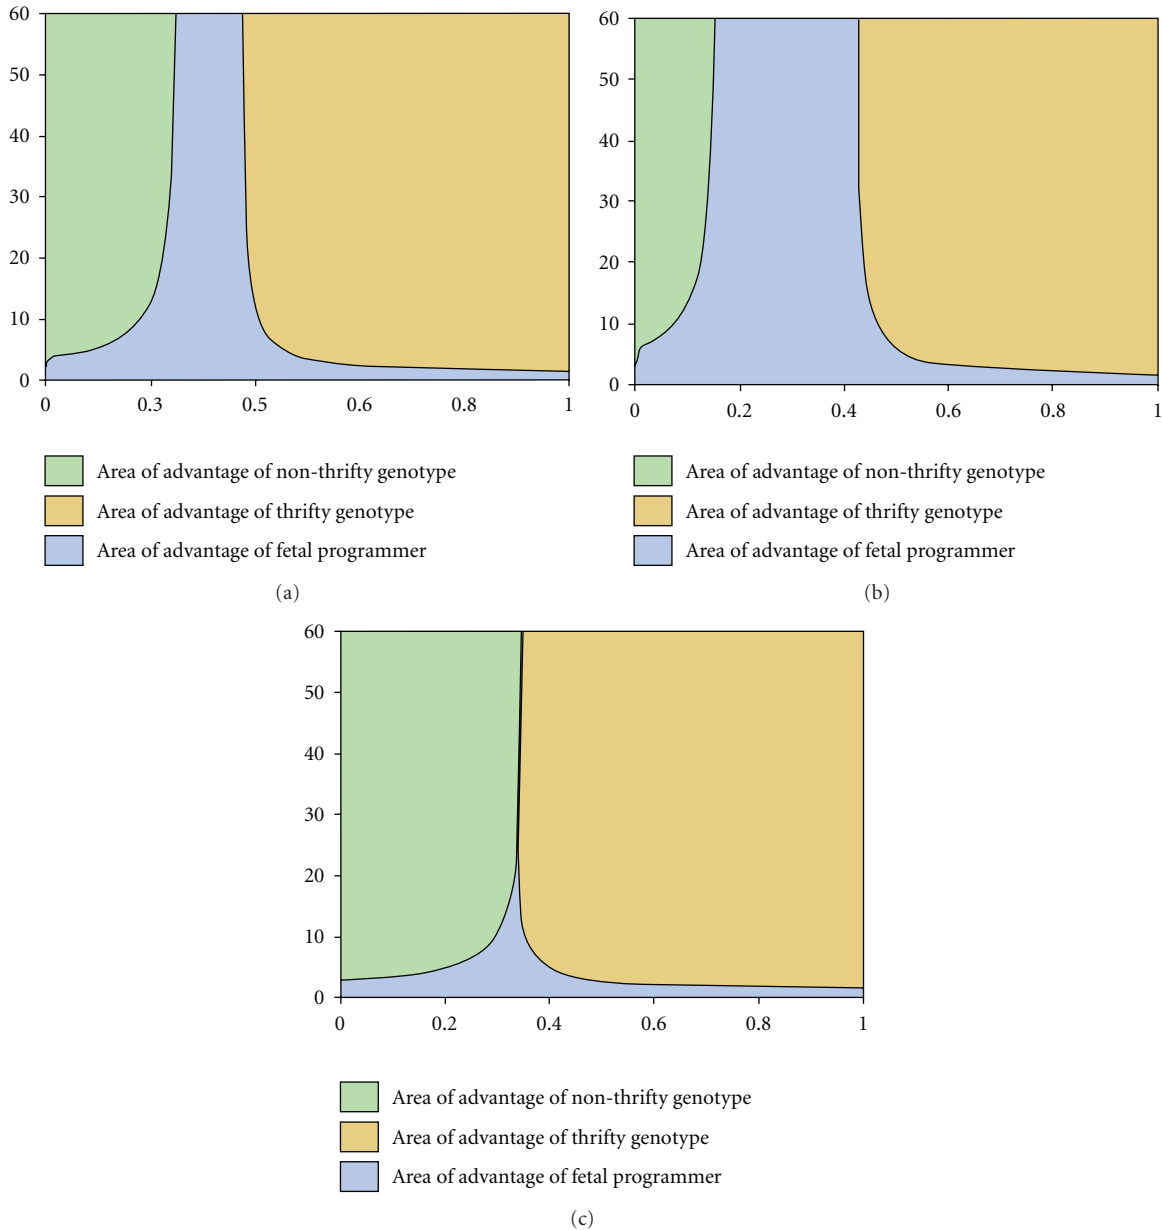 60
50
40
30
20
10
0
0 0.3 0.5 0.6 0.8 1
Area of advantage of non-thrifty genotype
Area of advantage of thrifty genotype
Area of advantage of fetal programmer
(a)
60
50
40
30
20
10
0
0 0.2 0.4 0.6 0.8 1
Area of advantage of non-thrifty genotype
Area of advantage of thrifty genotype
Area of advantage of fetal programmer
(b)
60
50
40
30
20
10
0
0 0.2 0.4 0.6 0.8 1
Area of advantage of non-thrifty genotype
Area of advantage of thrifty genotype
Area of advantage of fetal programmer
(c)